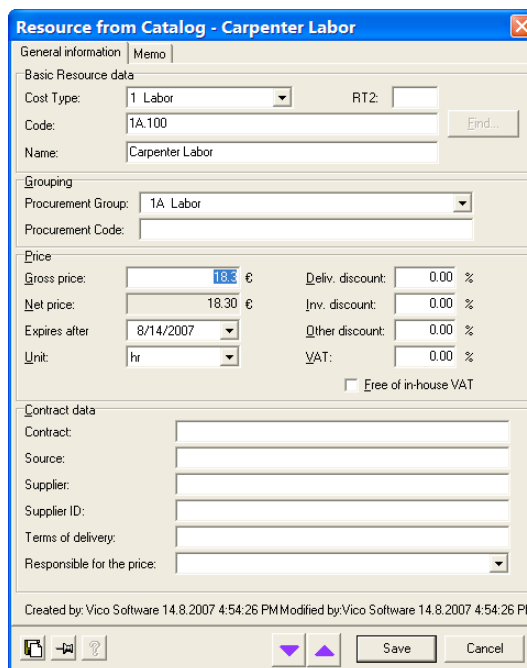 Resource from Catalog - Carpenter Labor
General information Memo
Basic Resource data
Cost Type: 1 Labor RT2:
Code: 1A.100 Find...
Name: Carpenter Labor
Grouping
Procurement Group: 1A Labor
Procurement Code:
Price
Gross price: 18.3 € Deliv. discount: 0.00 %
Net price: 18.30 € Inv. discount: 0.00 %
Expires after 8/14/2007 Other discount: 0.00 %
Unit: hr VAT: 0.00 %
Free of in-house VAT
Contract data
Contract:
Source:
Supplier:
Supplier ID:
Terms of delivery:
Responsible for the price:
Created by: Vico Software 14.8.2007 4:54:26 PM Modified by:Vico Software 14.8.2007 4:54:26 PM
? Save Cancel